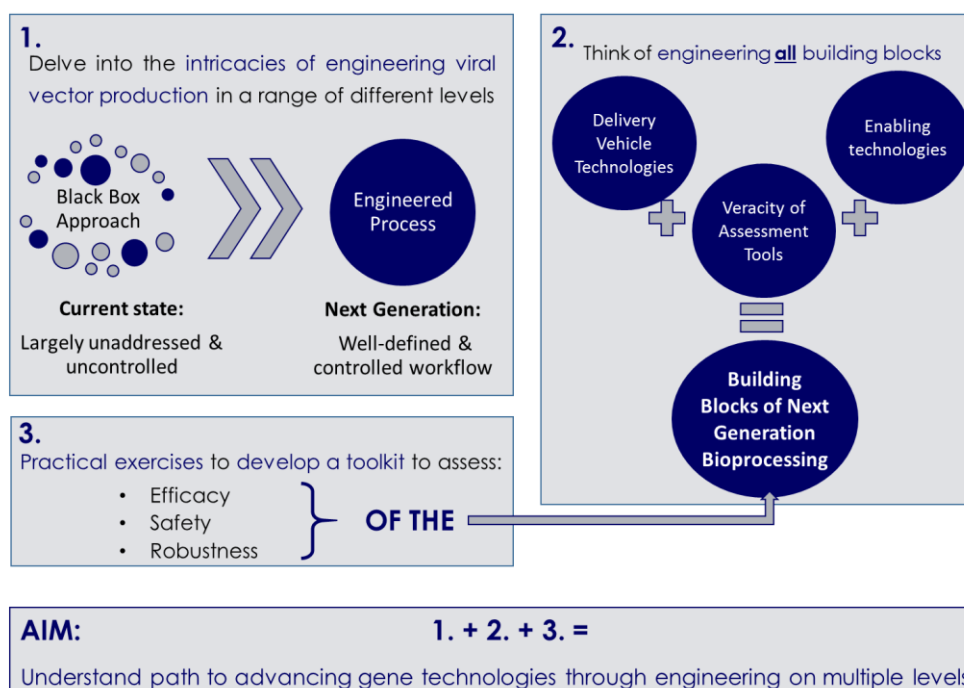 1.
Delve into the intricacies of engineering viral
vector production in a range of different levels
Black Box
Approach
Engineered
Process
Current state:
Largely unaddressed &
uncontrolled
Next Generation:
Well-defined &
controlled workflow
2.
Think of engineering all building blocks
Delivery
Vehicle
Technologies
+
Veracity of
Assessment
Tools
+
Enabling
technologies
=
Building
Blocks of Next
Generation
Bioprocessing
3.
Practical exercises to develop a toolkit to assess:
• Efficacy
• Safety
• Robustness
OF THE
AIM:
1. + 2. + 3. =
Understand path to advancing gene technologies through engineering on multiple levels